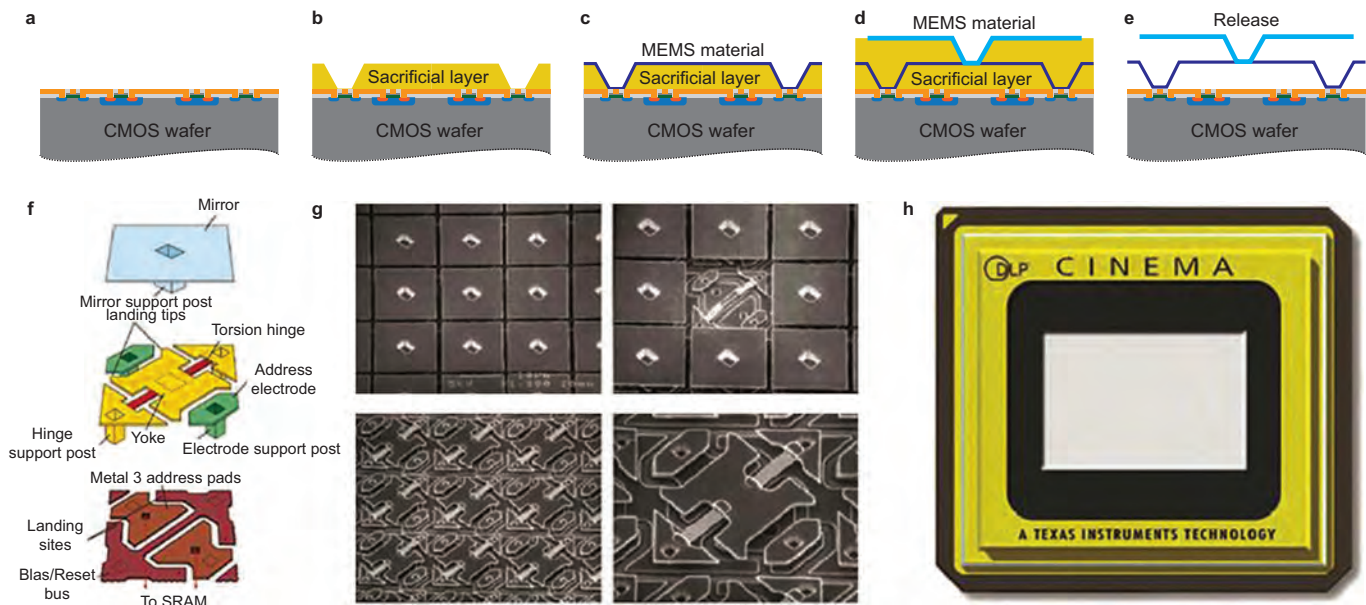 a
CMOS wafer
b
Sacrificial layer
CMOS wafer
c
MEMS material
Sacrificial layer
CMOS wafer
d
MEMS material
Sacrificial layer
CMOS wafer
e
Release
CMOS wafer
f
Mirror
Mirror support post
landing tips
Torsion hinge
Address
electrode
Hinge
support post
Yoke
Electrode support post
Metal 3 address pads
Landing
sites
Blas/Reset
bus
To SRAM
g
h
DLP CINEMA
A TEXAS INSTRUMENTS TECHNOLOGY